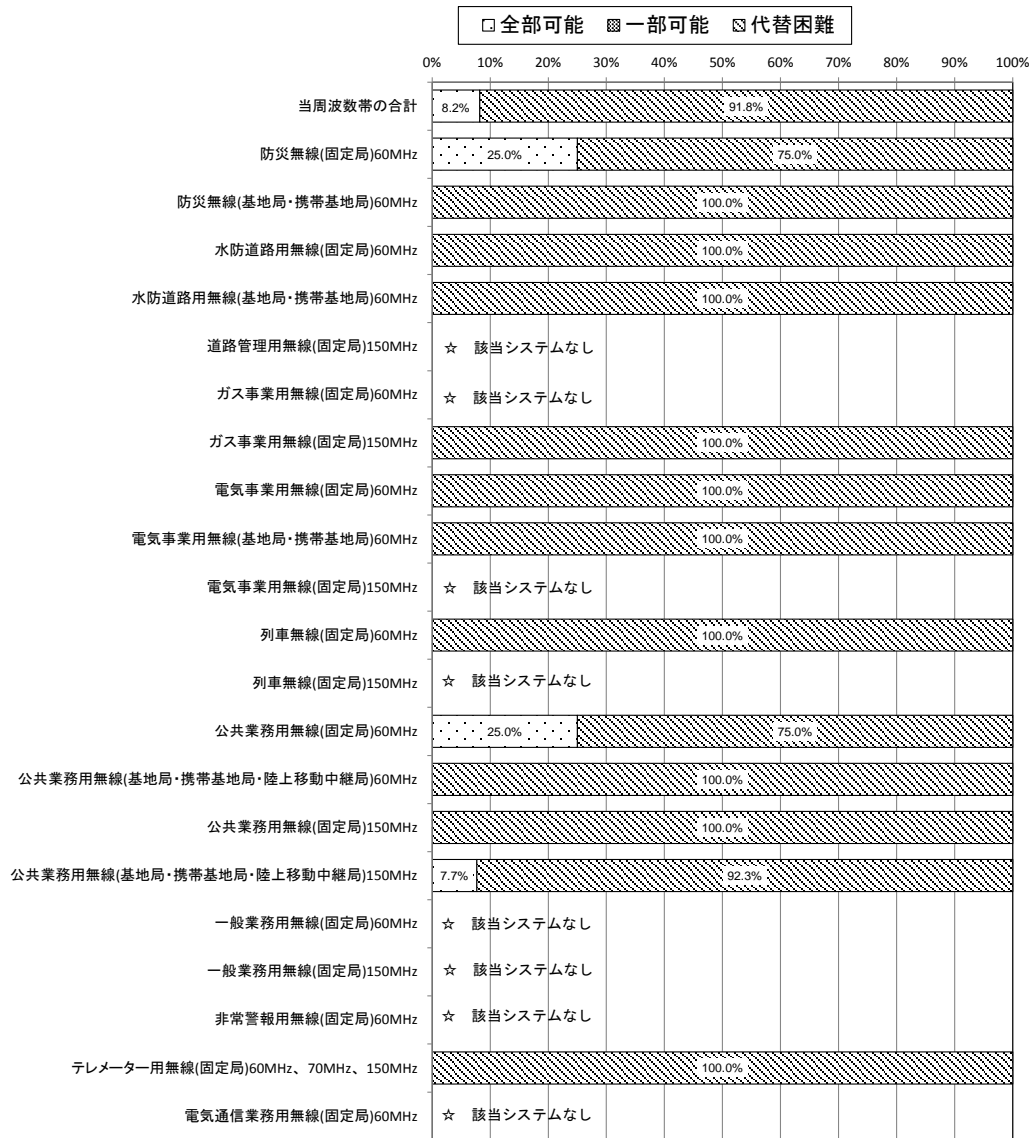 全部可能 一部可能 代替困難
0% 10% 20% 30% 40% 50% 60% 70% 80% 90% 100%
当周波数帯の合計 8.2% 91.8%
防災無線(固定局)60MHz 25.0% 75.0%
防災無線(基地局・携帯基地局)60MHz 100.0%
水防道路用無線(固定局)60MHz 100.0%
水防道路用無線(基地局・携帯基地局)60MHz 100.0%
道路管理用無線(固定局)150MHz ☆ 該当システムなし
ガス事業用無線(固定局)60MHz ☆ 該当システムなし
ガス事業用無線(固定局)150MHz 100.0%
電気事業用無線(固定局)60MHz 100.0%
電気事業用無線(基地局・携帯基地局)60MHz 100.0%
電気事業用無線(固定局)150MHz ☆ 該当システムなし
列車無線(固定局)60MHz 100.0%
列車無線(固定局)150MHz ☆ 該当システムなし
公共業務用無線(固定局)60MHz 25.0% 75.0%
公共業務用無線(基地局・携帯基地局・陸上移動中継局)60MHz 100.0%
公共業務用無線(固定局)150MHz 100.0%
公共業務用無線(基地局・携帯基地局・陸上移動中継局)150MHz 7.7% 92.3%
一般業務用無線(固定局)60MHz ☆ 該当システムなし
一般業務用無線(固定局)150MHz ☆ 該当システムなし
非常警報用無線(固定局)60MHz ☆ 該当システムなし
テレメーター用無線(固定局)60MHz、70MHz、150MHz 100.0%
電気通信業務用無線(固定局)60MHz ☆ 該当システムなし